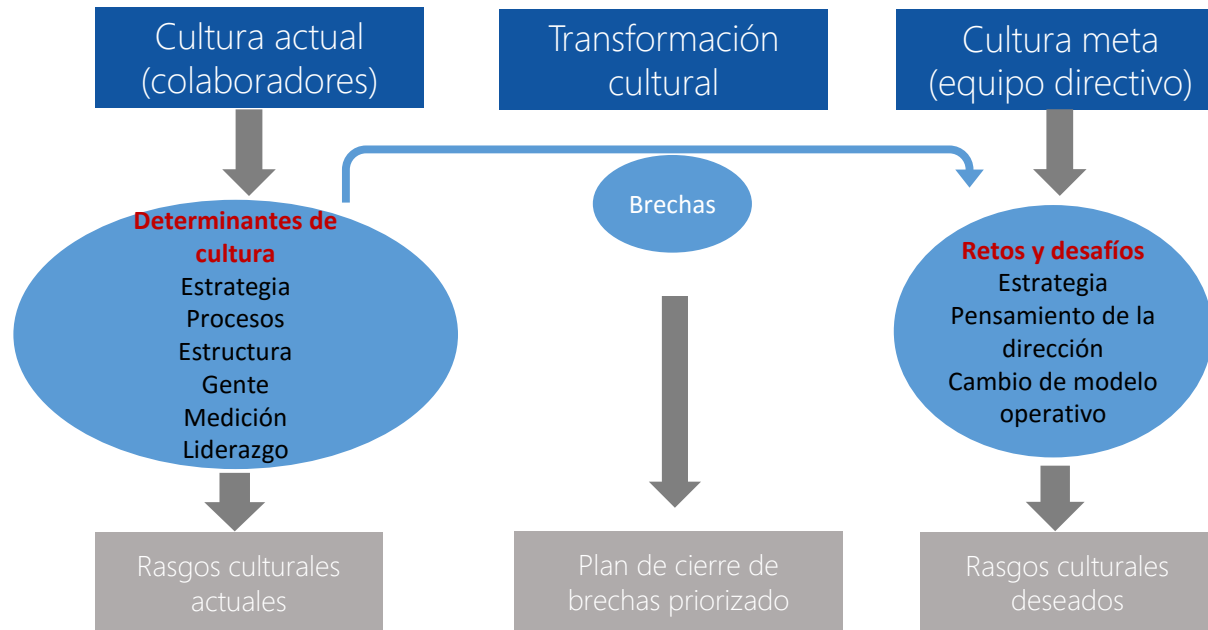 Cultura actual
(colaboradores)
Transformación
cultural
Cultura meta
(equipo directivo)
Determinantes de
cultura
Estrategia
Procesos
Estructura
Gente
Medición
Liderazgo
Brechas
Retos y desafíos
Estrategia
Pensamiento de la
dirección
Cambio de modelo
operativo
Rasgos culturales
actuales
Plan de cierre de
brechas priorizado
Rasgos culturales
deseados